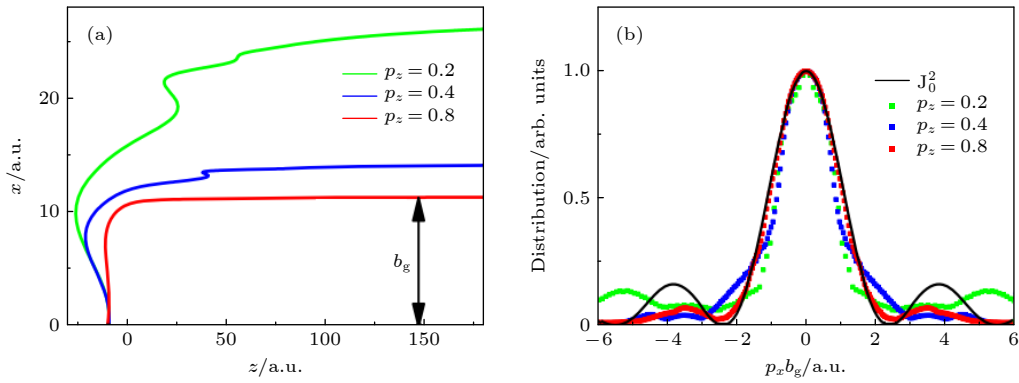 (a)
20
10
0
x/a.u.
p_z = 0.2
p_z = 0.4
p_z = 0.8
b_g
0
50
100
150
z/a.u.
(b)
1.0
0.5
0
Distribution/arb. units
J_0^2
p_z = 0.2
p_z = 0.4
p_z = 0.8
−6 −4 −2 0 2 4 6
p_x b_g/a.u.